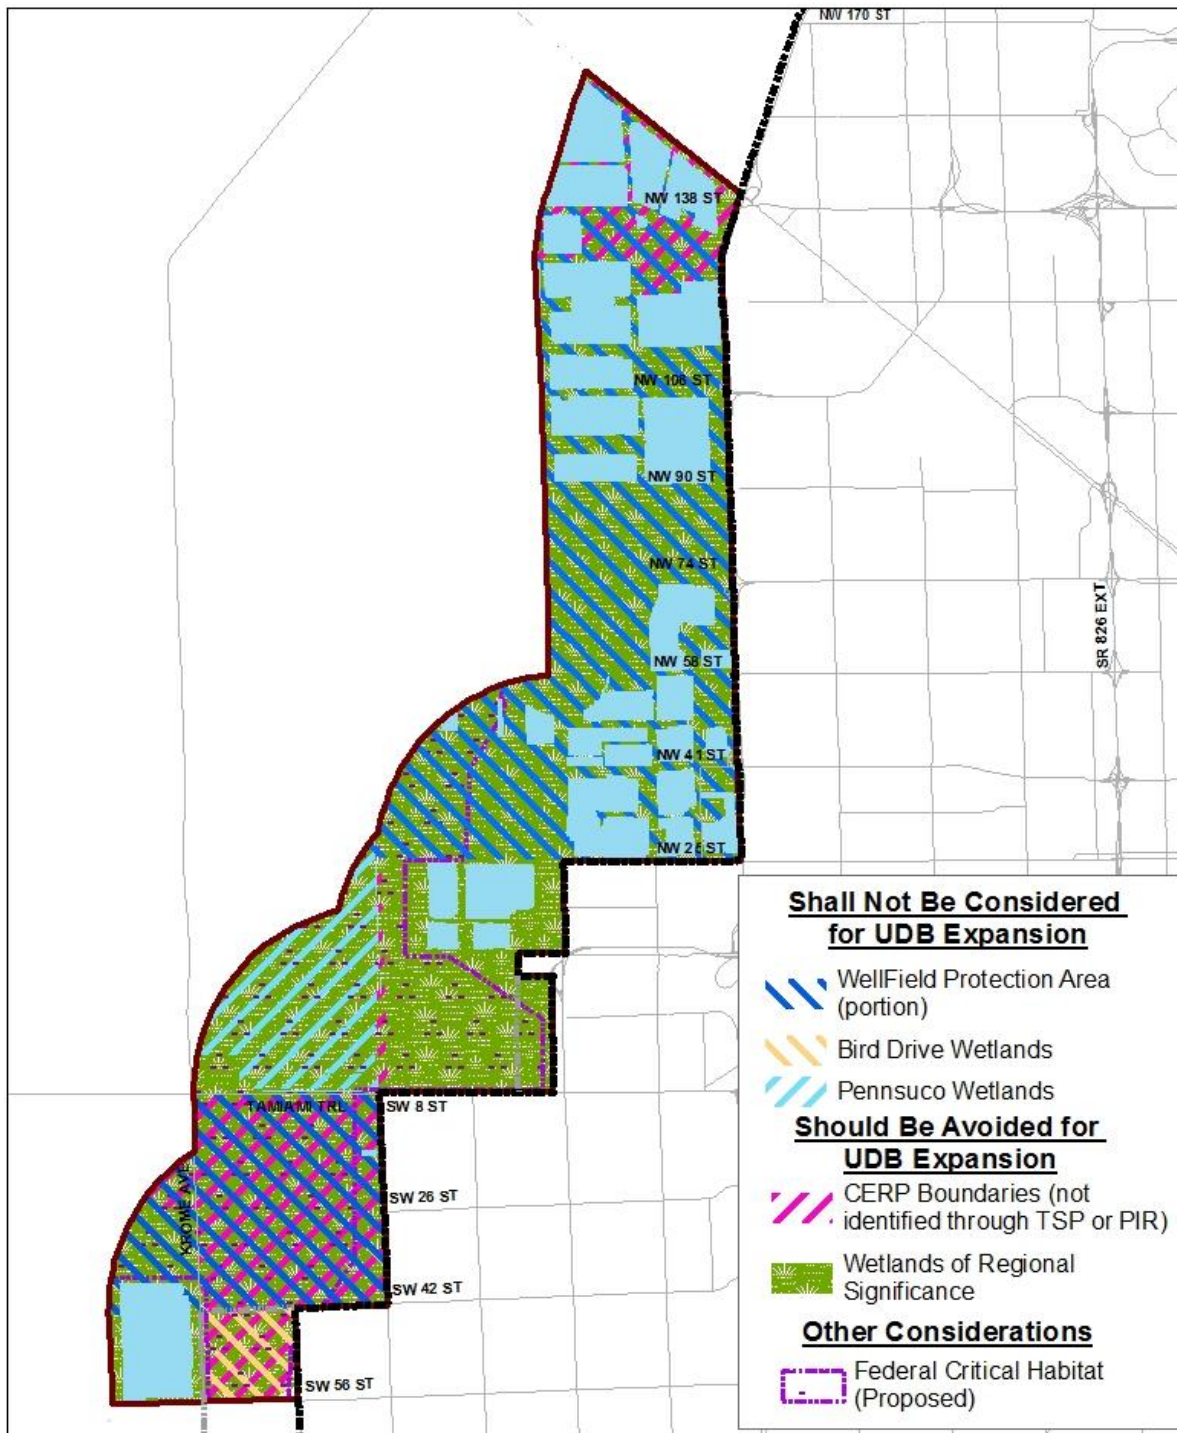 NW 170 ST
NW 138 ST
NW 106 ST
NW 90 ST
NW 74 ST
SR 826 EXT
NW 58 ST
NW 41 ST
NW 25 ST
Shall Not Be Considered
for UDB Expansion
WellField Protection Area
(portion)
Bird Drive Wetlands
Pennsuco Wetlands
Should Be Avoided for
UDB Expansion
CERP Boundaries (not
identified through TSP or PIR)
Wetlands of Regional
Significance
Other Considerations
Federal Critical Habitat
(Proposed)
TAMIAMI TRL
SW 8 ST
KROME AVE
SW 26 ST
SW 42 ST
SW 56 ST